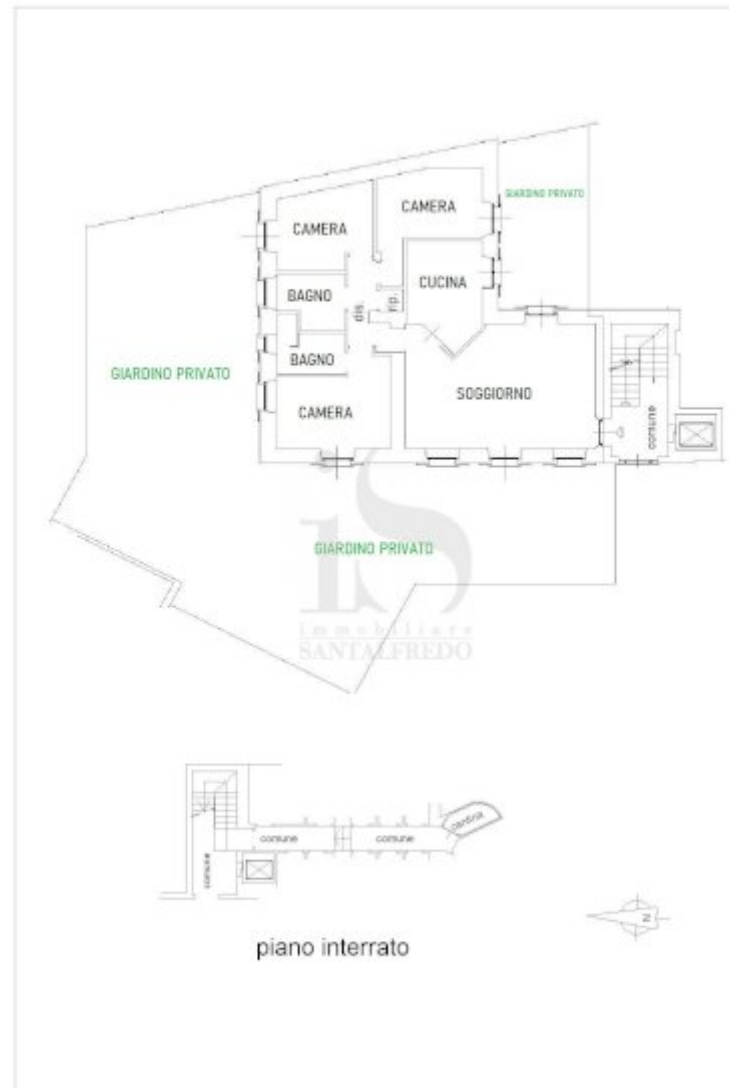 GIARDINO PRIVATO
CAMERA
CAMERA
CUCINA
BAGNO
rip.
dis.
BAGNO
GIARDINO PRIVATO
SOGGIORNO
CAMERA
comune
GIARDINO PRIVATO
iS
immobiliare
SANTALFREDO
cantina
comune
comune
comune
N
piano interrato